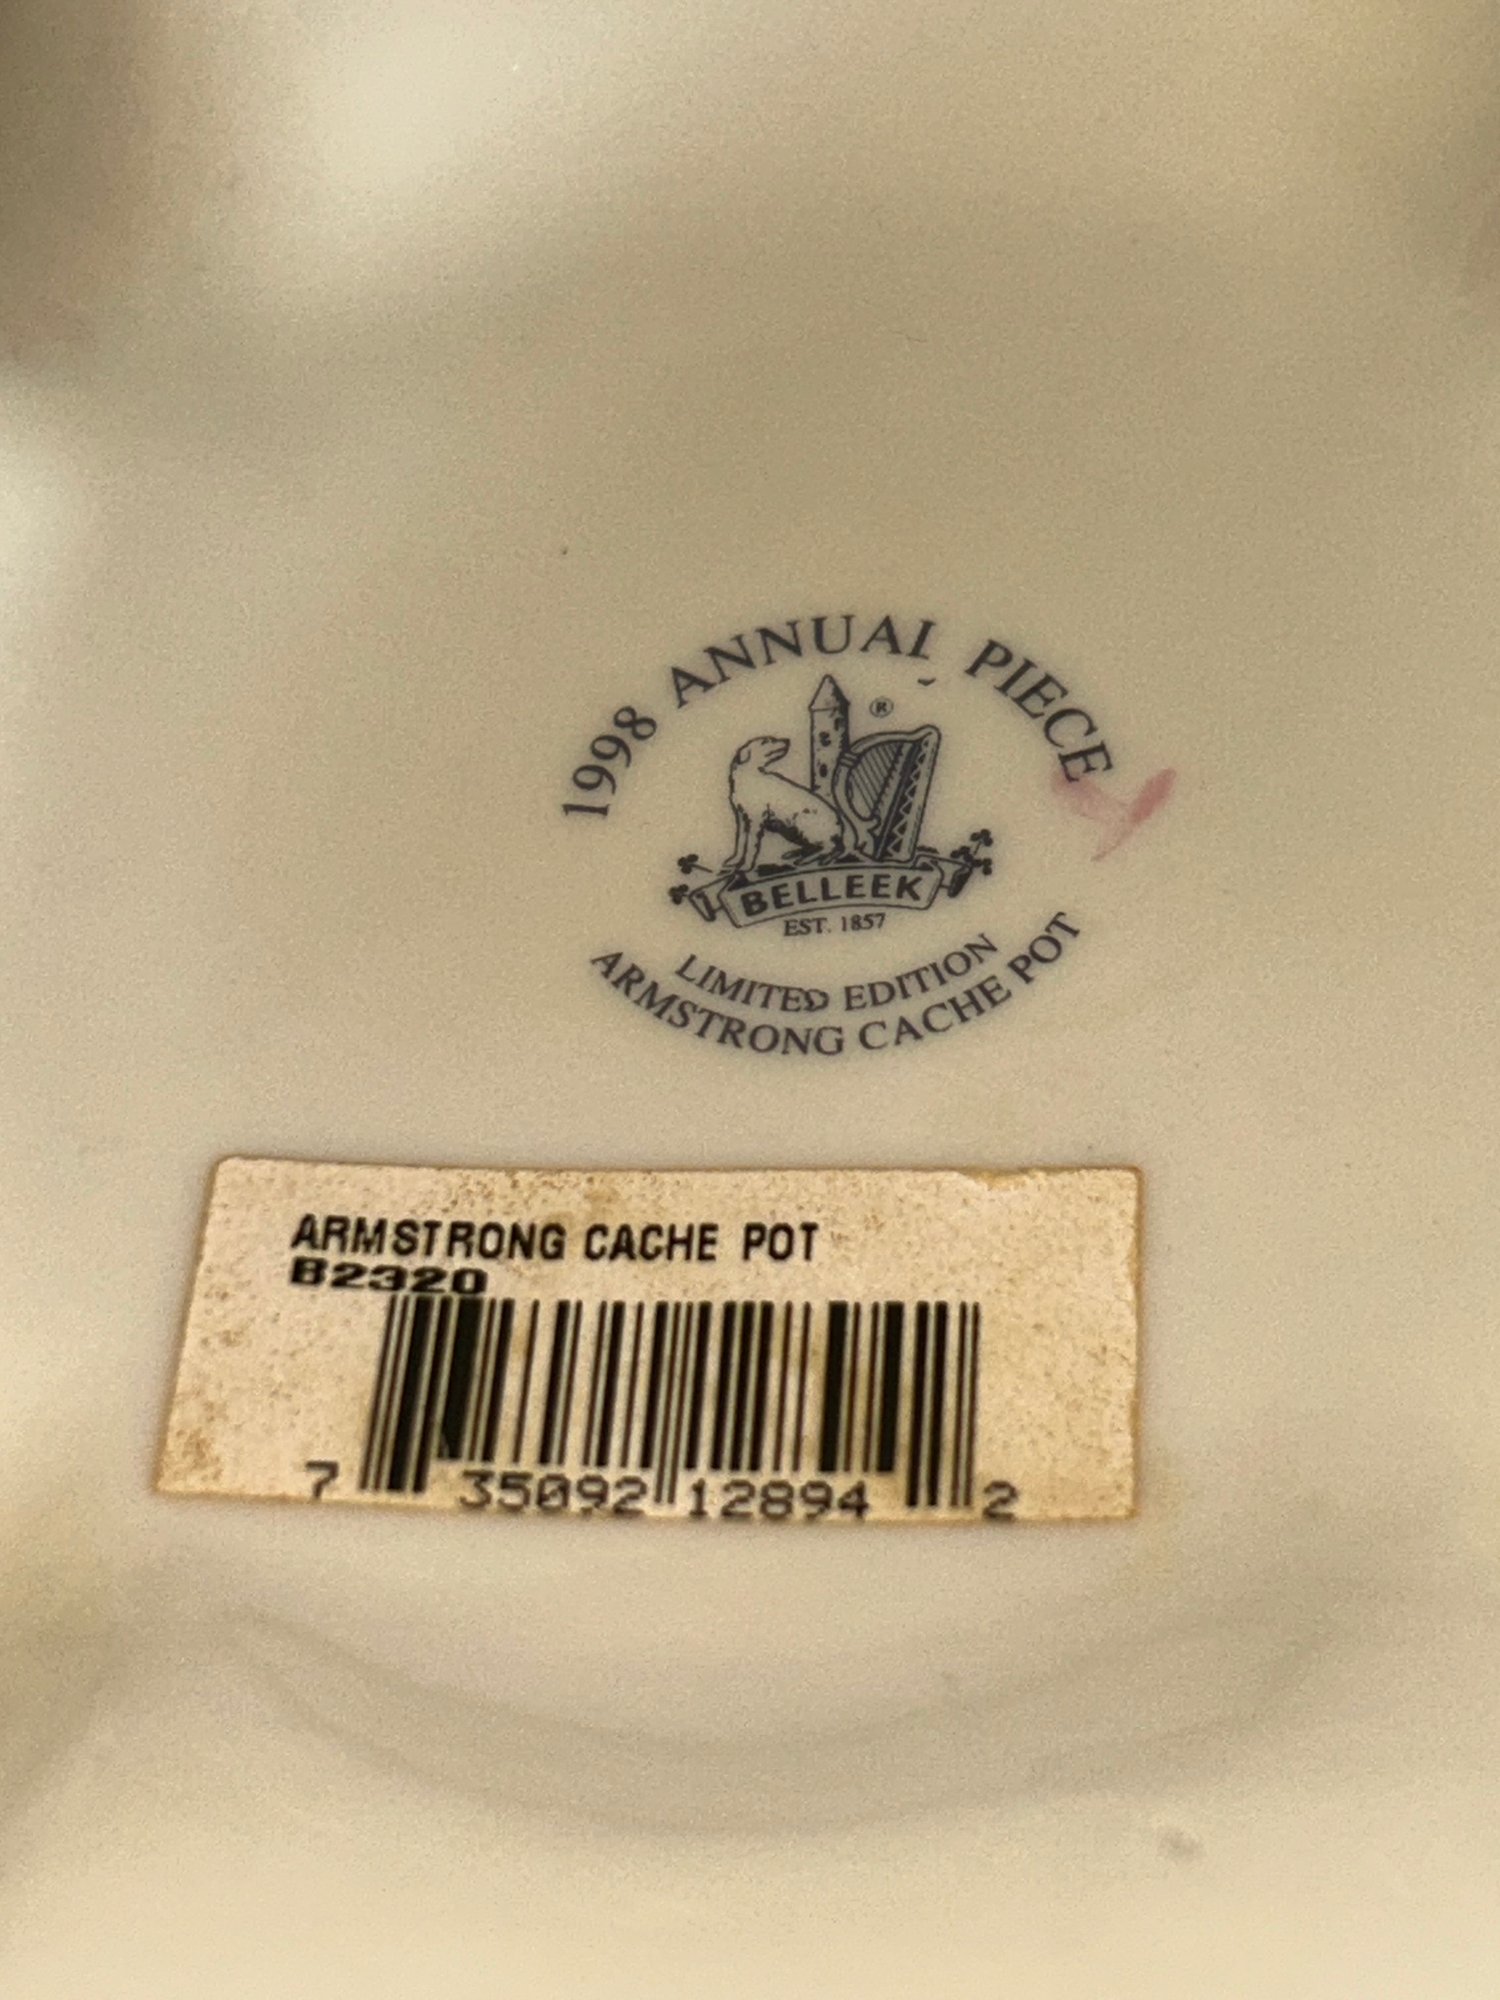 1998 ANNUAL PIECE
®
BELLEEK
EST. 1857
LIMITED EDITION
ARMSTRONG CACHE POT
ARMSTRONG CACHE POT
B2320
7 35092 12894 2